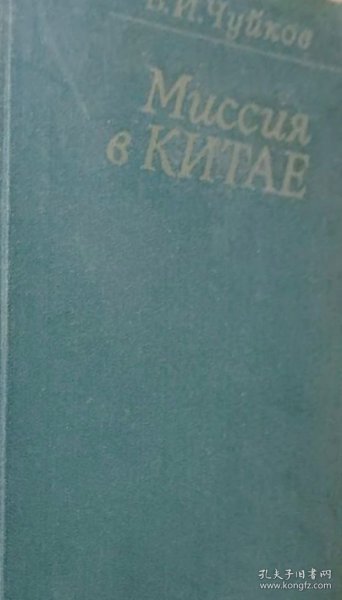 В.И.Чуйков
Миссия
в КИТАЕ
孔夫子旧书网
www.kongfz.com